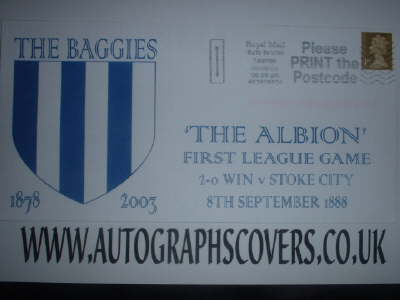 THE BAGGIES
1878 2003
Royal Mail
Please
PRINT the
Postcode
'THE ALBION'
FIRST LEAGUE GAME
2-0 WIN v STOKE CITY
8TH SEPTEMBER 1888
WWW.AUTOGRAPHSCOVERS.CO.UK